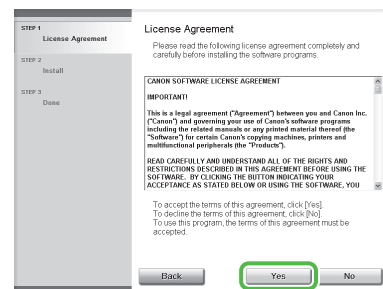 STEP 1
License Agreement
STEP 2
Install
STEP 3
Done
License Agreement
Please read the following license agreement completely and
carefully before installing the software programs.
CANON SOFTWARE LICENSE AGREEMENT
IMPORTANT!
This is a legal agreement ("Agreement") between you and Canon Inc.
("Canon") and governing your use of Canon's software programs
including the related manuals or any printed material thereof (the
"Software") for certain Canon's copying machines, printers and
multifunctional peripherals (the "Products").
READ CAREFULLY AND UNDERSTAND ALL OF THE RIGHTS AND
RESTRICTIONS DESCRIBED IN THIS AGREEMENT BEFORE USING THE
SOFTWARE. BY CLICKING THE BUTTON INDICATING YOUR
ACCEPTANCE AS STATED BELOW OR USING THE SOFTWARE, YOU
To accept the terms of this agreement, click [Yes].
To decline the terms of this agreement, click [No].
To use this program, the terms of this agreement must be
accepted.
Back
Yes
No